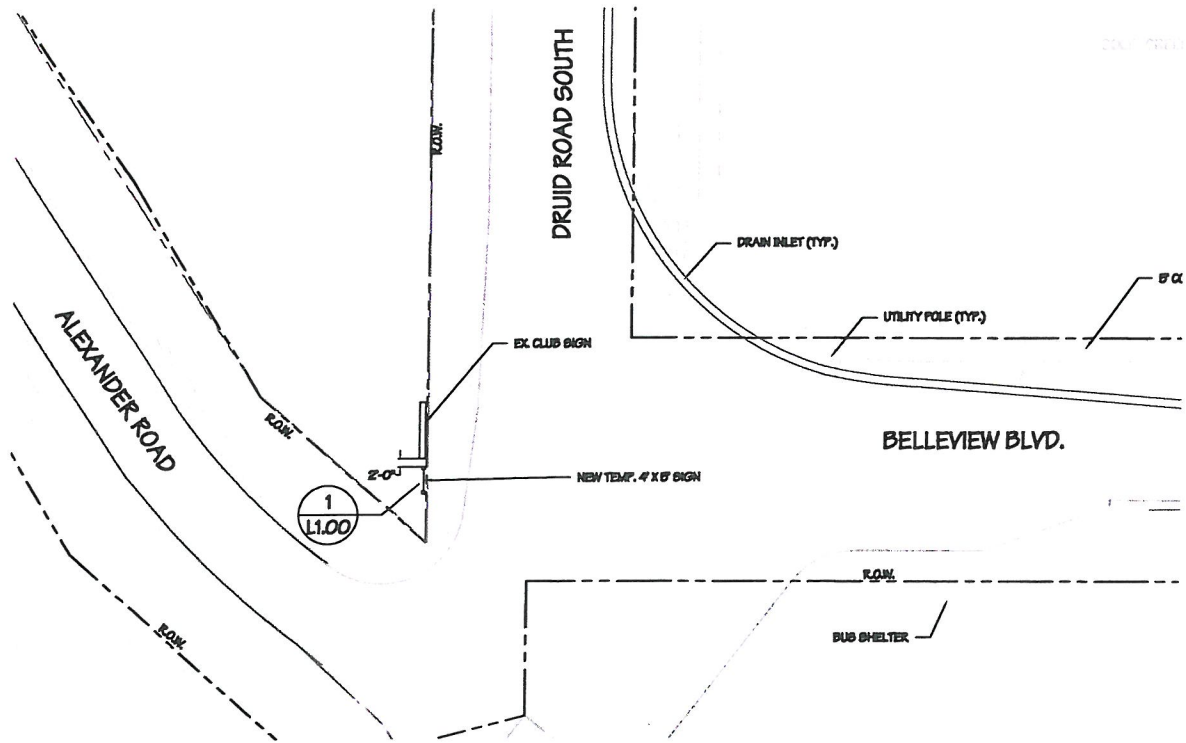 DRUID ROAD SOUTH
R.O.W.
DRAIN INLET (TYP.)
UTILITY POLE (TYP.)
EX. CLUB SIGN
ALEXANDER ROAD
R.O.W.
BELLEVIEW BLVD.
2'-0"
NEW TEMP. 4' X 8' SIGN
1
L1.00
R.O.W.
R.O.W.
BUS SHELTER